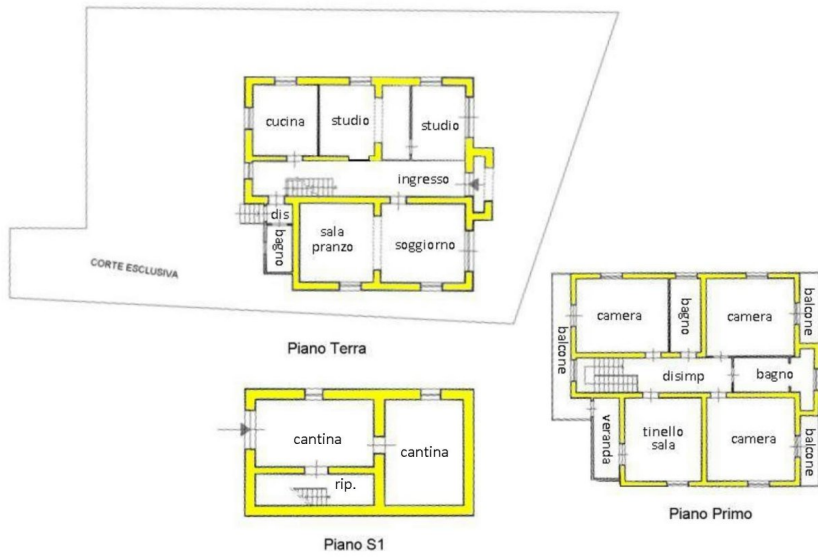 cucina
studio
studio
ingresso
dis
bagno
sala
pranzo
soggiorno
CORTE ESCLUSIVA
Piano Terra
cantina
cantina
rip.
Piano S1
camera
bagno
camera
balcone
balcone
disimp
bagno
veranda
tinello
sala
camera
balcone
Piano Primo